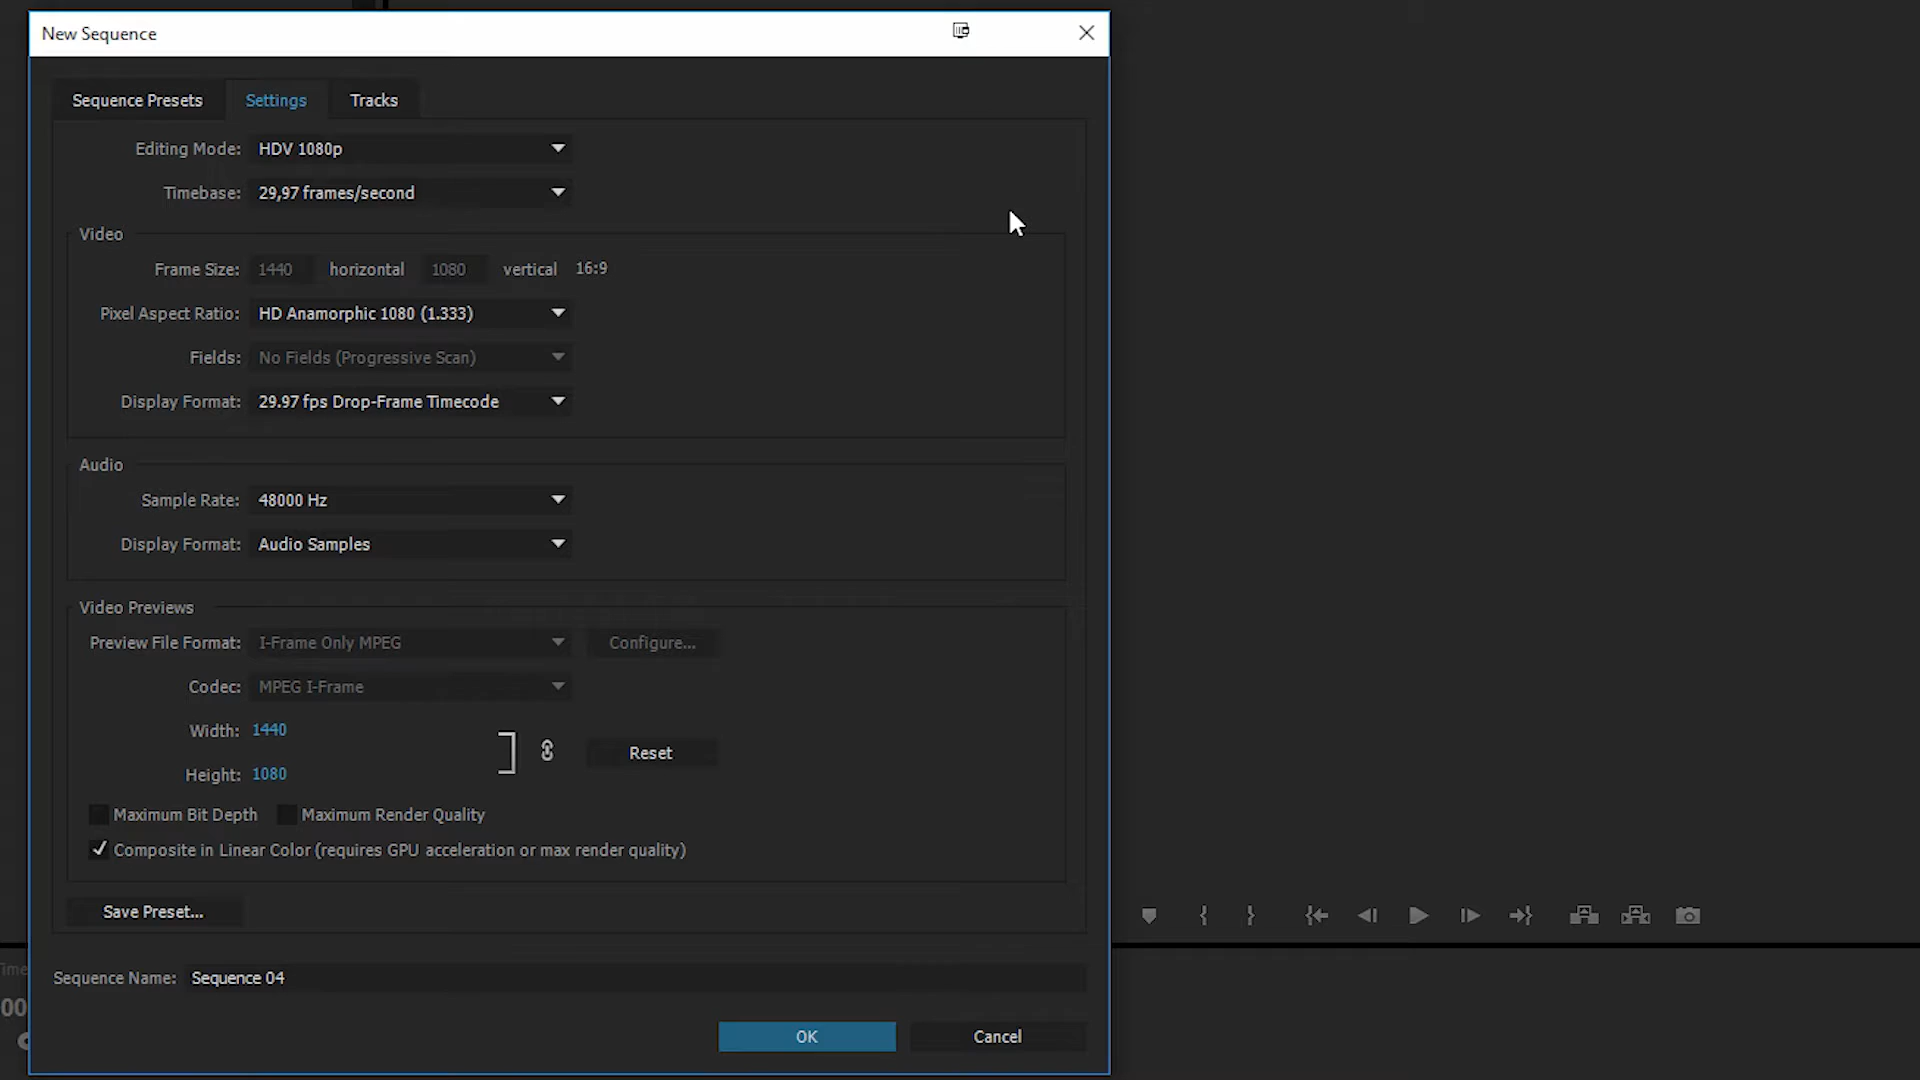 New Sequence
Sequence Presets Settings Tracks
Editing Mode: HDV 1080p
Timebase: 29,97 frames/second
Video
Frame Size: 1440 horizontal 1080 vertical 16:9
Pixel Aspect Ratio: HD Anamorphic 1080 (1.333)
Fields: No Fields (Progressive Scan)
Display Format: 29.97 fps Drop-Frame Timecode
Audio
Sample Rate: 48000 Hz
Display Format: Audio Samples
Video Previews
Preview File Format: I-Frame Only MPEG Configure...
Codec: MPEG I-Frame
Width: 1440
Height: 1080
Reset
Maximum Bit Depth Maximum Render Quality
Composite in Linear Color (requires GPU acceleration or max render quality)
Save Preset...
Time
Sequence Name: Sequence 04
00
OK Cancel